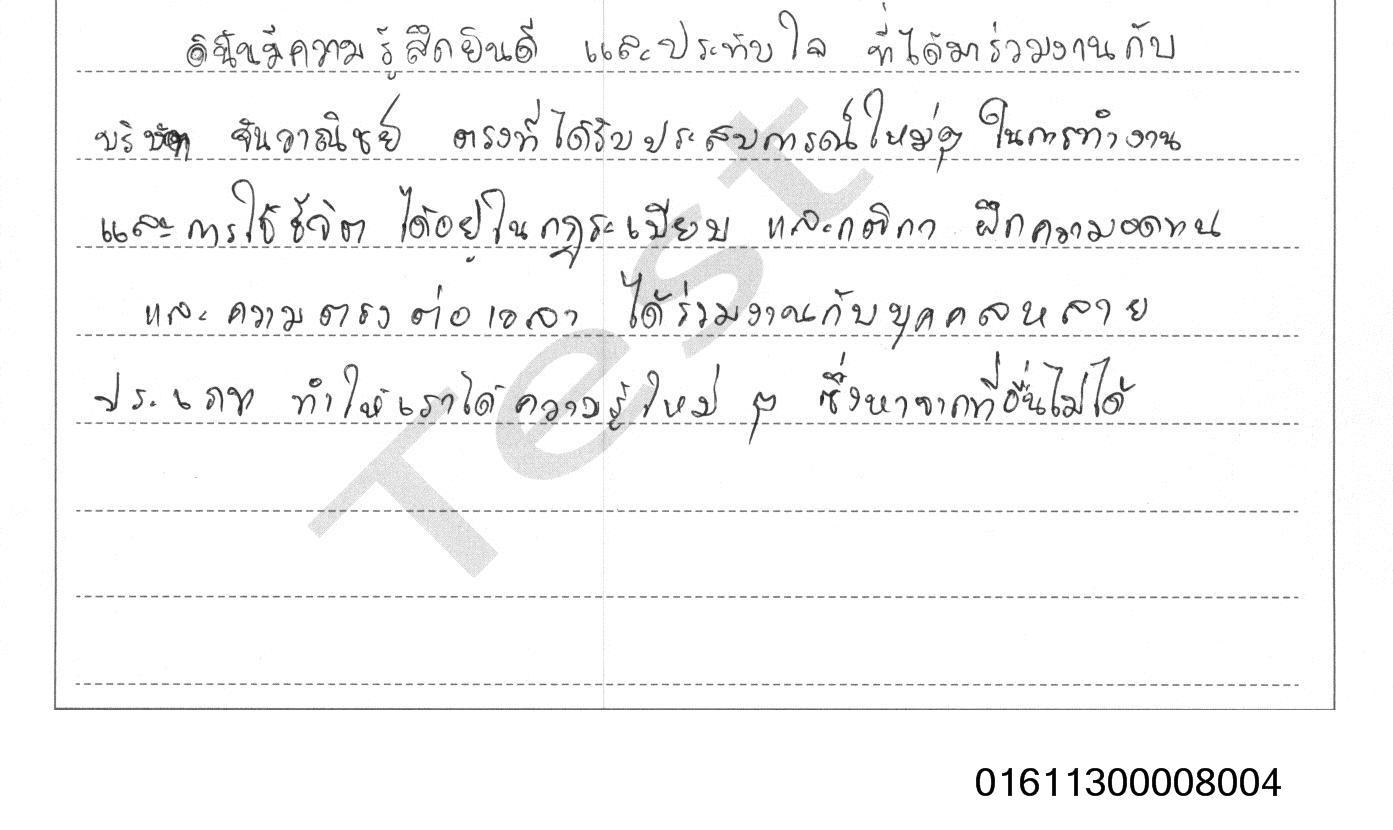 ดิฉันมีความรู้สึกยินดี และประทับใจ ที่ได้มาร่วมงานกับ
บริษัท จันวาณิชย์ ตรงที่ได้รับประสบการณ์ใหม่ๆ ในการทำงาน
และการใช้ชีวิต ได้อยู่ในกฎระเบียบ และกติกา ฝึกความอดทน
และความตรงต่อเวลา ได้ร่วมงานกับบุคคลหลาย
ประเภท ทำให้เราได้ความรู้ใหม่ ๆ ซึ่งหาจากที่อื่นไม่ได้
Test
01611300008004